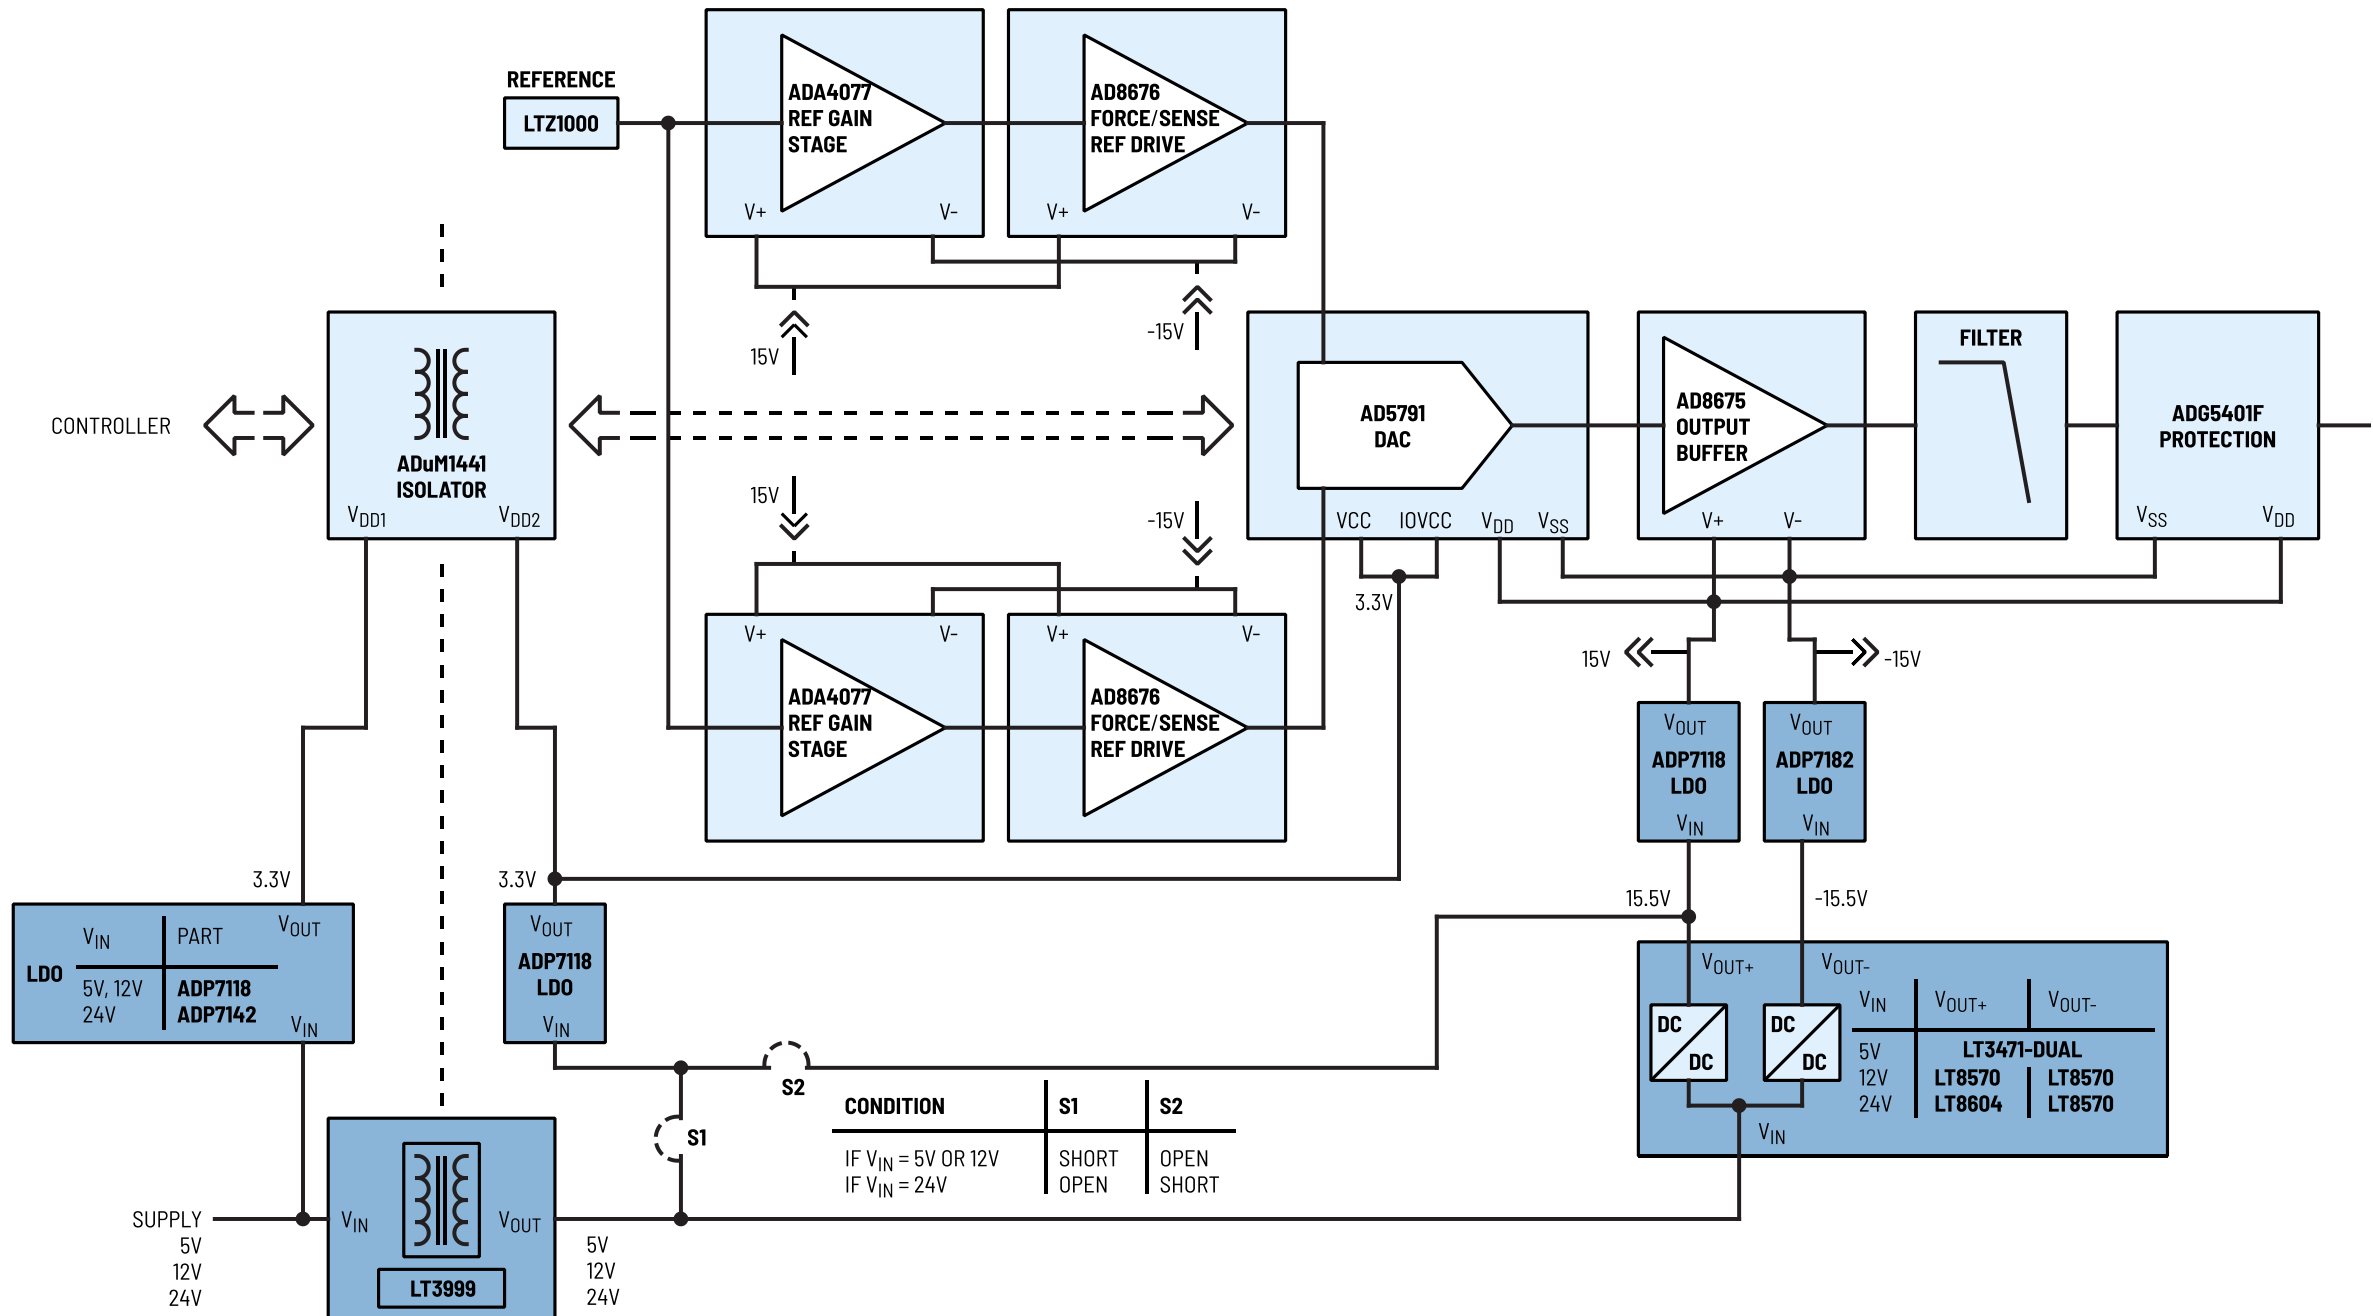 REFERENCE
LTZ1000
ADA4077
REF GAIN
STAGE
V+ V-
AD8676
FORCE/SENSE
REF DRIVE
V+ V-
15V
-15V
CONTROLLER
ADuM1441
ISOLATOR
VDD1 VDD2
AD5791
DAC
VCC IOVCC VDD VSS
AD8675
OUTPUT
BUFFER
V+ V-
FILTER
ADG5401F
PROTECTION
VSS VDD
15V
-15V
3.3V
V+ V-
ADA4077
REF GAIN
STAGE
V+ V-
AD8676
FORCE/SENSE
REF DRIVE
15V
-15V
VOUT
ADP7118
LDO
VIN
VOUT
ADP7182
LDO
VIN
3.3V
3.3V
15.5V
-15.5V
LDO
VIN PART
5V, 12V ADP7118
24V ADP7142
VOUT
VIN
VOUT
ADP7118
LDO
VIN
S2
S1
CONDITION S1 S2
IF VIN = 5V OR 12V SHORT OPEN
IF VIN = 24V OPEN SHORT
VOUT+ VOUT-
DC
DC
DC
DC
VIN
VIN VOUT+ VOUT-
5V LT3471-DUAL
12V LT8570 LT8570
24V LT8604 LT8570
SUPPLY
5V
12V
24V
VIN VOUT
LT3999
5V
12V
24V